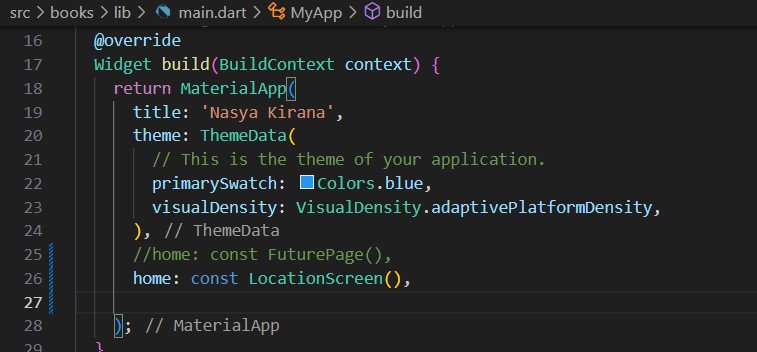 src > books > lib > main.dart > MyApp > build
16 @override
17 Widget build(BuildContext context) {
18 return MaterialApp(
19 title: 'Nasya Kirana',
20 theme: ThemeData(
21 // This is the theme of your application.
22 primarySwatch: Colors.blue,
23 visualDensity: VisualDensity.adaptivePlatformDensity,
24 ), // ThemeData
25 //home: const FuturePage(),
26 home: const LocationScreen(),
27
28 ); // MaterialApp
29 }